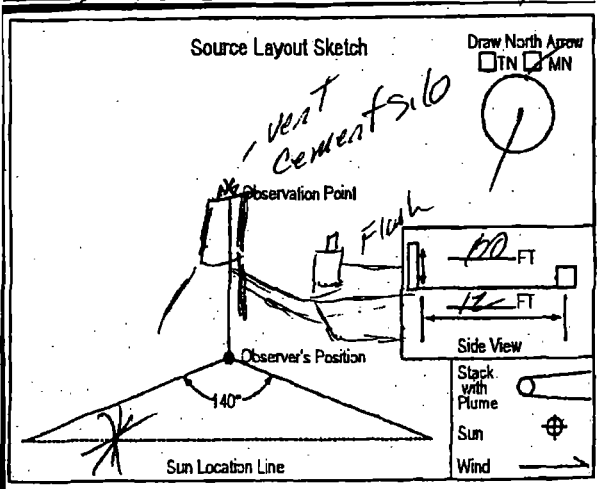 Source Layout Sketch
Draw North Arrow
TN MN
vent
cement silo
Observation Point
Flush
FT
FT
Side View
Observer's Position
140°
Sun Location Line
Stack
with
Plume
Sun
Wind